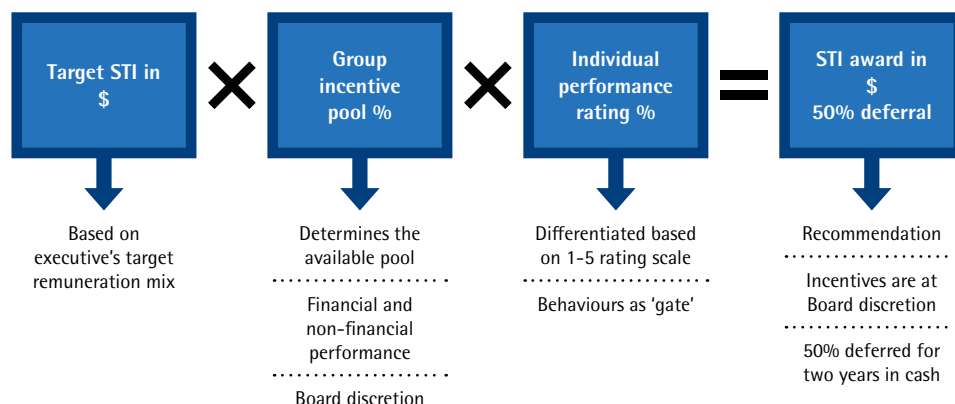 Target STI in
$
Group
incentive
pool %
Individual
performance
rating %
STI award in
$
50% deferral
Based on
executive's target
remuneration mix
Determines the
available pool
Financial and
non-financial
performance
Board discretion
Differentiated based
on 1-5 rating scale
Behaviours as 'gate'
Recommendation
Incentives are at
Board discretion
50% deferred for
two years in cash